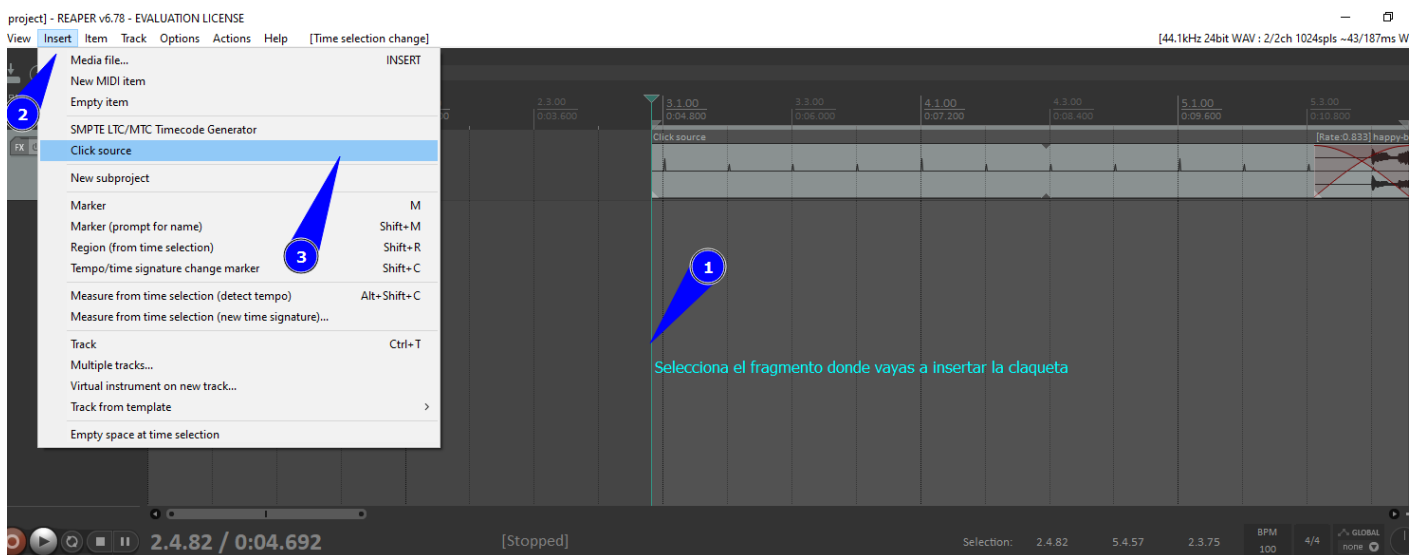 project] - REAPER v6.78 - EVALUATION LICENSE
View Insert Item Track Options Actions Help [Time selection change] [44.1kHz 24bit WAV : 2/2ch 1024spls ~43/187ms W
Media file... INSERT
New MIDI item
Empty item
SMPTE LTC/MTC Timecode Generator
Click source
New subproject
Marker M
Marker (prompt for name) Shift+M
Region (from time selection) Shift+R
Tempo/time signature change marker Shift+C
Measure from time selection (detect tempo) Alt+Shift+C
Measure from time selection (new time signature)...
Track Ctrl+T
Multiple tracks...
Virtual instrument on new track...
Track from template
Empty space at time selection
2
3
1
FX
2.3.00 3.1.00 3.3.00 4.1.00 4.3.00 5.1.00 5.3.00
0:03.600 0:04.800 0:06.000 0:07.200 0:08.400 0:09.600 0:10.800
Click source [Rate:0.833] happy-b
Selecciona el fragmento donde vayas a insertar la claqueta
2.4.82 / 0:04.692 [Stopped] Selection: 2.4.82 5.4.57 2.3.75
BPM
100
4/4
GLOBAL
none